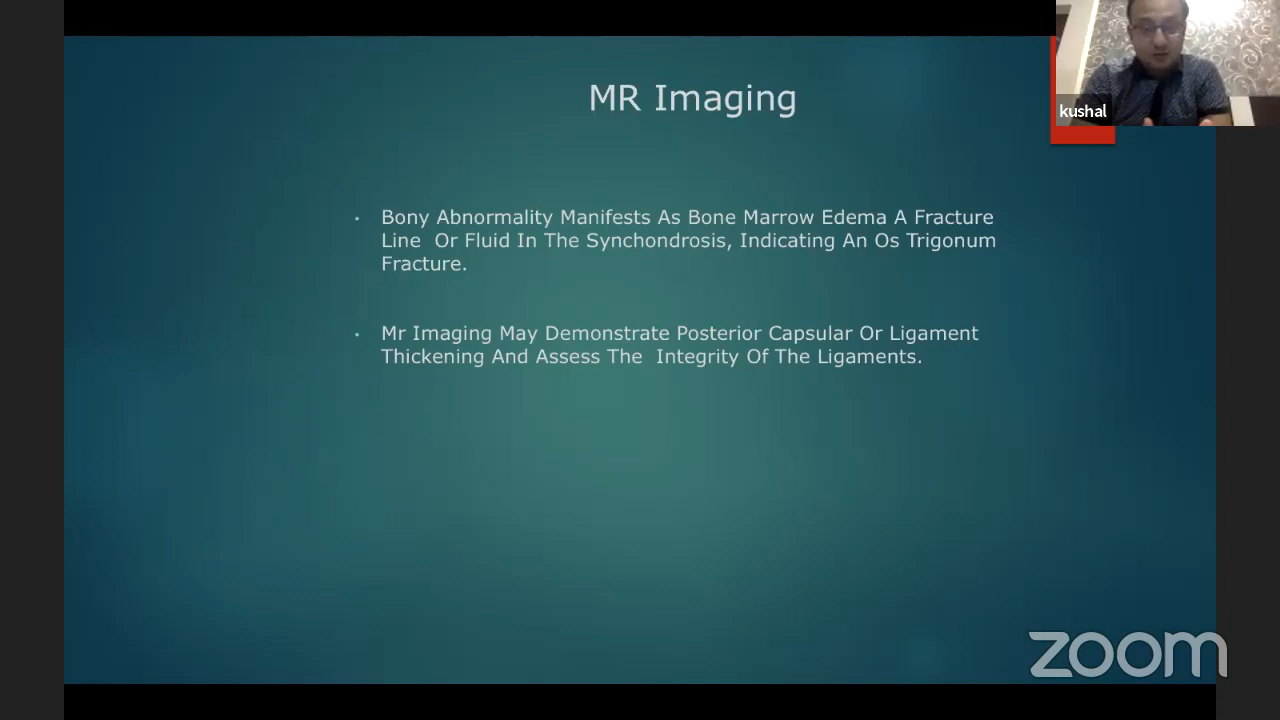 MR Imaging
kushal
• Bony Abnormality Manifests As Bone Marrow Edema A Fracture
Line  Or Fluid In The Synchondrosis, Indicating An Os Trigonum
Fracture.
• Mr Imaging May Demonstrate Posterior Capsular Or Ligament
Thickening And Assess The  Integrity Of The Ligaments.
zoom